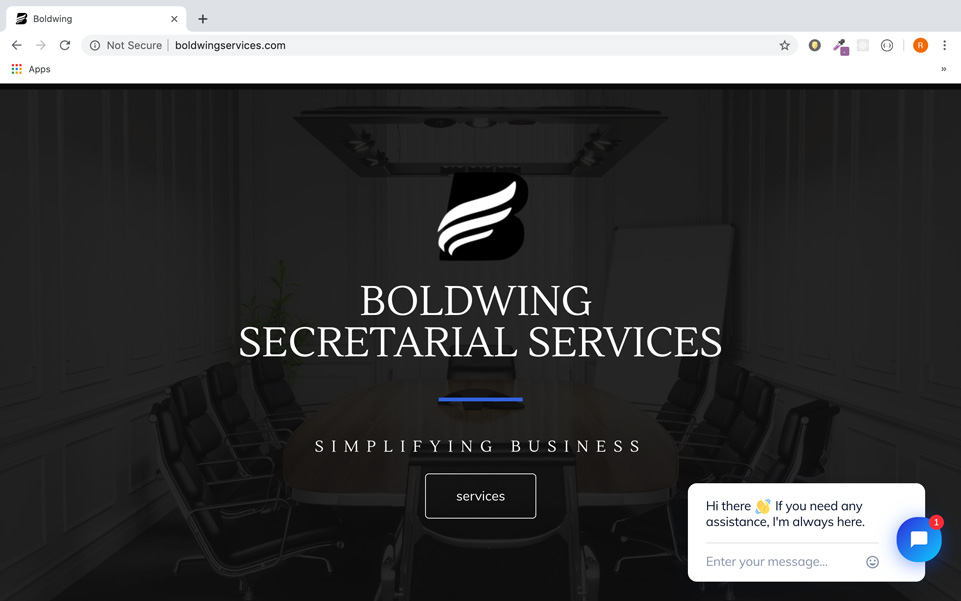 Boldwing
Not Secure | boldwingservices.com
R
Apps
»
B
BOLDWING
SECRETARIAL SERVICES
SIMPLIFYING BUSINESS
services
Hi there 👋 If you need any
assistance, I'm always here.
1
Enter your message...